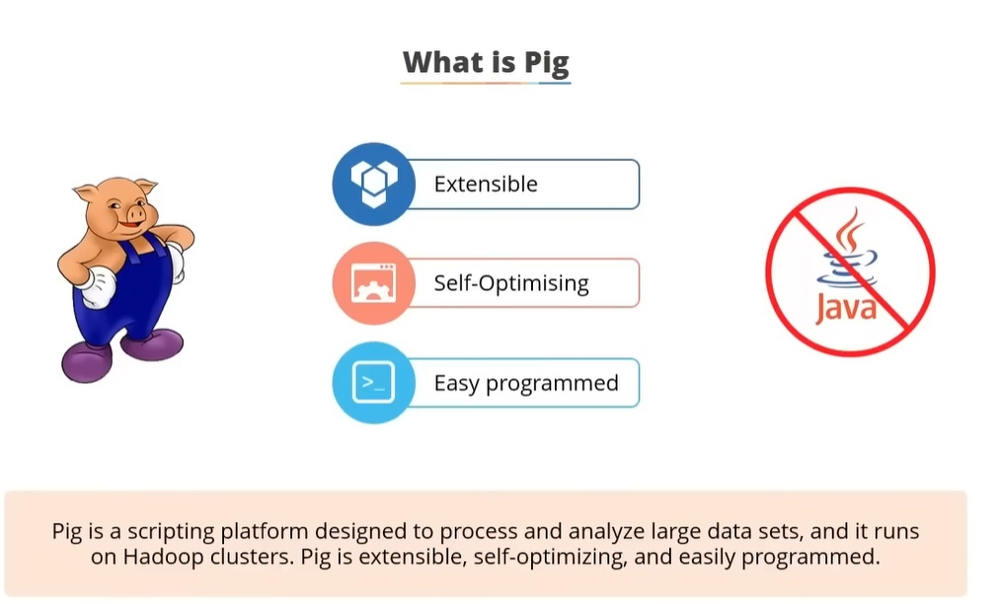 What is Pig
Extensible
Self-Optimising
Easy programmed
>_
Java
Pig is a scripting platform designed to process and analyze large data sets, and it runs
on Hadoop clusters. Pig is extensible, self-optimizing, and easily programmed.